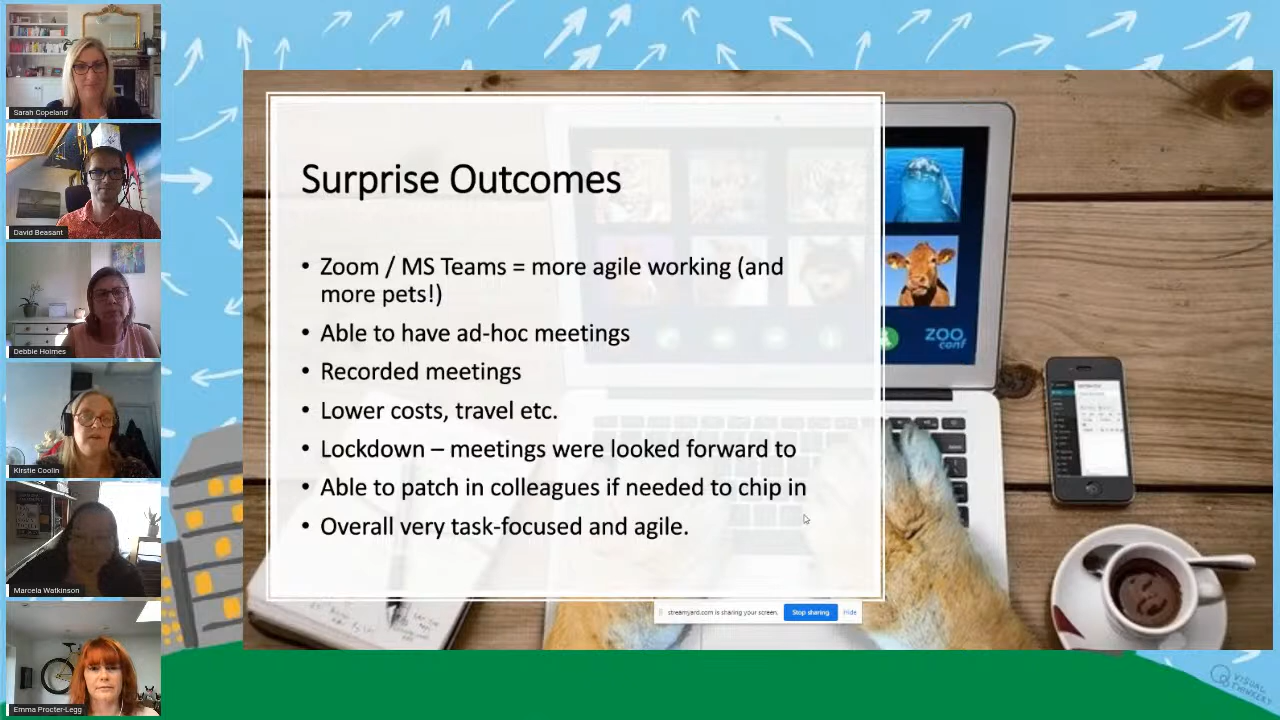 Sarah Copeland
David Beasant
Debbie Holmes
Kirstie Coolin
Marcela Watkinson
Emma Procter-Legg
Surprise Outcomes
• Zoom / MS Teams = more agile working (and
more pets!)
• Able to have ad-hoc meetings
• Recorded meetings
• Lower costs, travel etc.
• Lockdown – meetings were looked forward to
• Able to patch in colleagues if needed to chip in
• Overall very task-focused and agile.
ZOO
conf
streamyard.com is sharing your screen.
Stop sharing
Hide
VISUAL
THINKERY